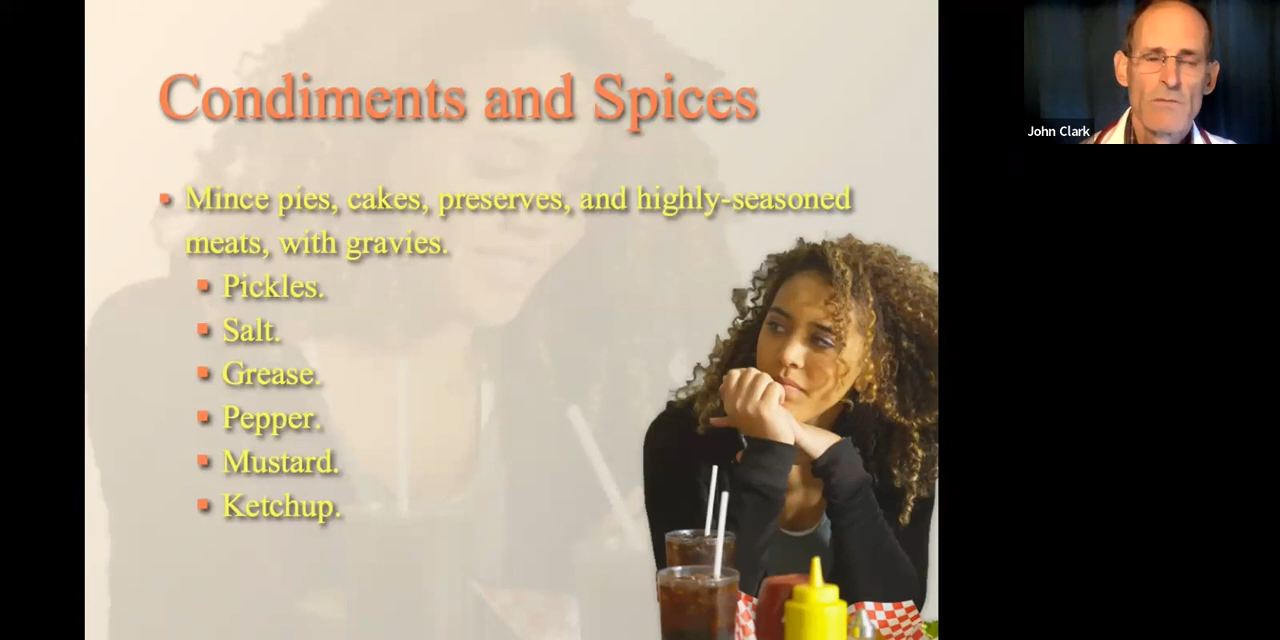 Condiments and Spices
Mince pies, cakes, preserves, and highly-seasoned
meats, with gravies.
Pickles.
Salt.
Grease.
Pepper.
Mustard.
Ketchup.
John Clark